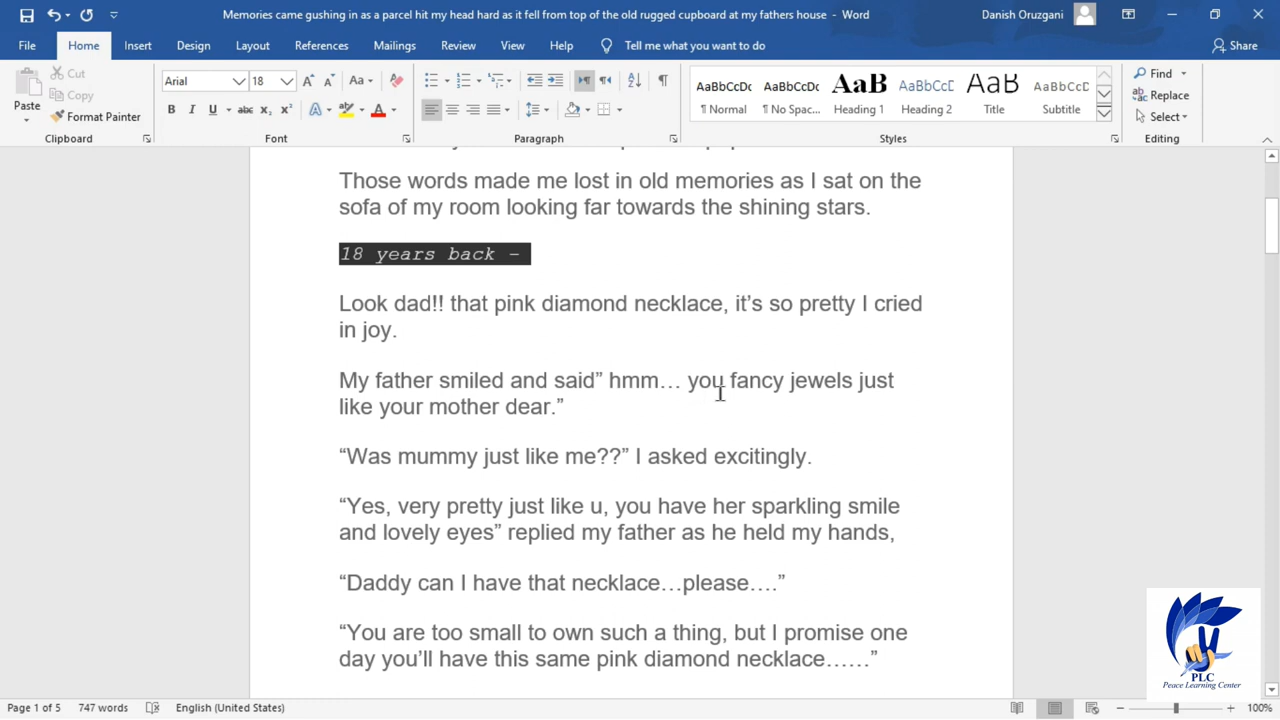 Memories came gushing in as a parcel hit my head hard as it fell from top of the old rugged cupboard at my fathers house - Word
Danish Oruzgani
File Home Insert Design Layout References Mailings Review View Help Tell me what you want to do Share
Paste
Cut
Copy
Format Painter
Clipboard
Arial 18
Font
Paragraph
AaBbCcDc AaBbCcDc AaB AaBbCcD AaB AaBbCcD
¶ Normal ¶ No Spac... Heading 1 Heading 2 Title Subtitle
Styles
Find
Replace
Select
Editing
Those words made me lost in old memories as I sat on the
sofa of my room looking far towards the shining stars.
18 years back –
Look dad!! that pink diamond necklace, it’s so pretty I cried
in joy.
My father smiled and said” hmm… you fancy jewels just
like your mother dear.”
“Was mummy just like me??” I asked excitingly.
“Yes, very pretty just like u, you have her sparkling smile
and lovely eyes” replied my father as he held my hands,
“Daddy can I have that necklace…please….”
“You are too small to own such a thing, but I promise one
day you’ll have this same pink diamond necklace……”
PLC
Peace Learning Center
Page 1 of 5 747 words English (United States) 100%